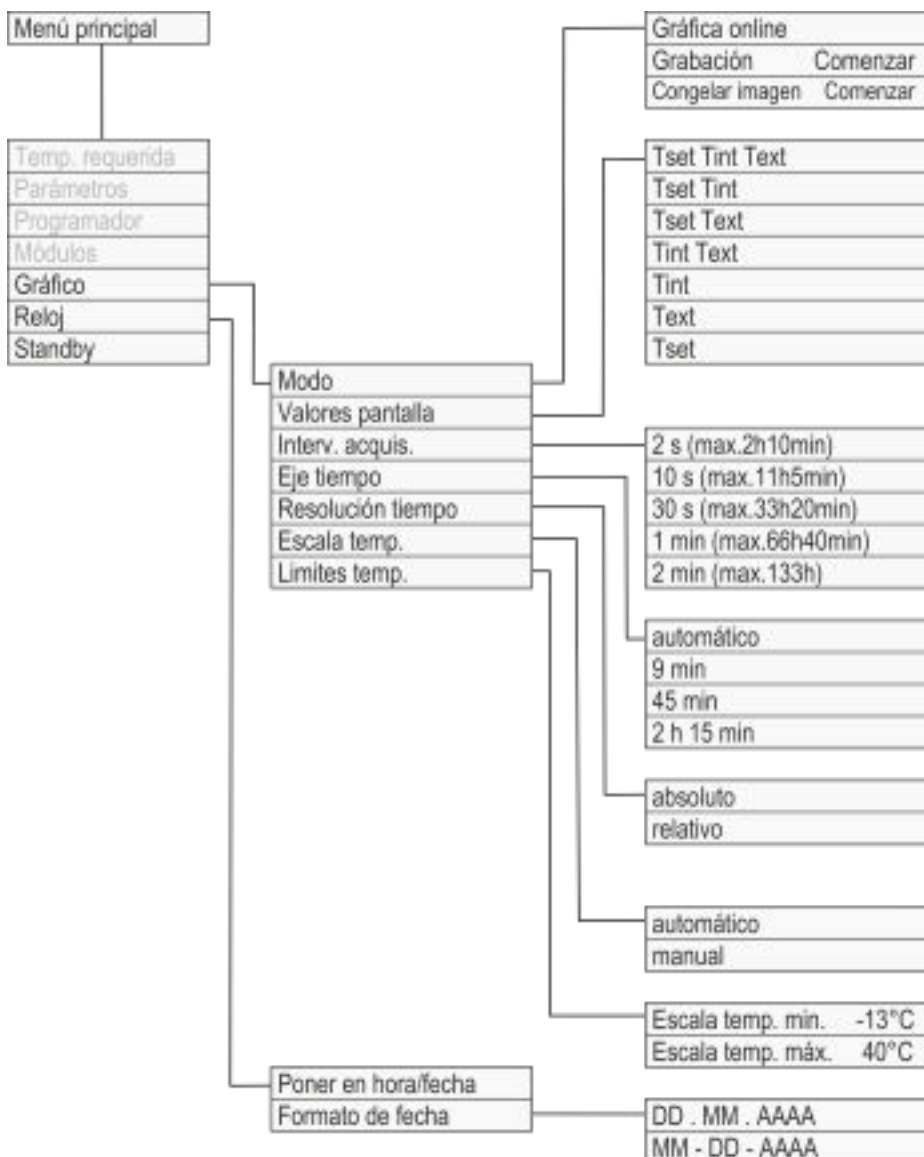 Menú principal
Temp. requerida
Parámetros
Programador
Módulos
Gráfico
Reloj
Standby
Modo
Valores pantalla
Interv. acquis.
Eje tiempo
Resolución tiempo
Escala temp.
Limites temp.
Poner en hora/fecha
Formato de fecha
Gráfica online
Grabación Comenzar
Congelar imagen Comenzar
Tset Tint Text
Tset Tint
Tset Text
Tint Text
Tint
Text
Tset
2 s (max.2h10min)
10 s (max.11h5min)
30 s (max.33h20min)
1 min (max.66h40min)
2 min (max.133h)
automático
9 min
45 min
2 h 15 min
absoluto
relativo
automático
manual
Escala temp. min. -13°C
Escala temp. máx. 40°C
DD . MM . AAAA
MM - DD - AAAA